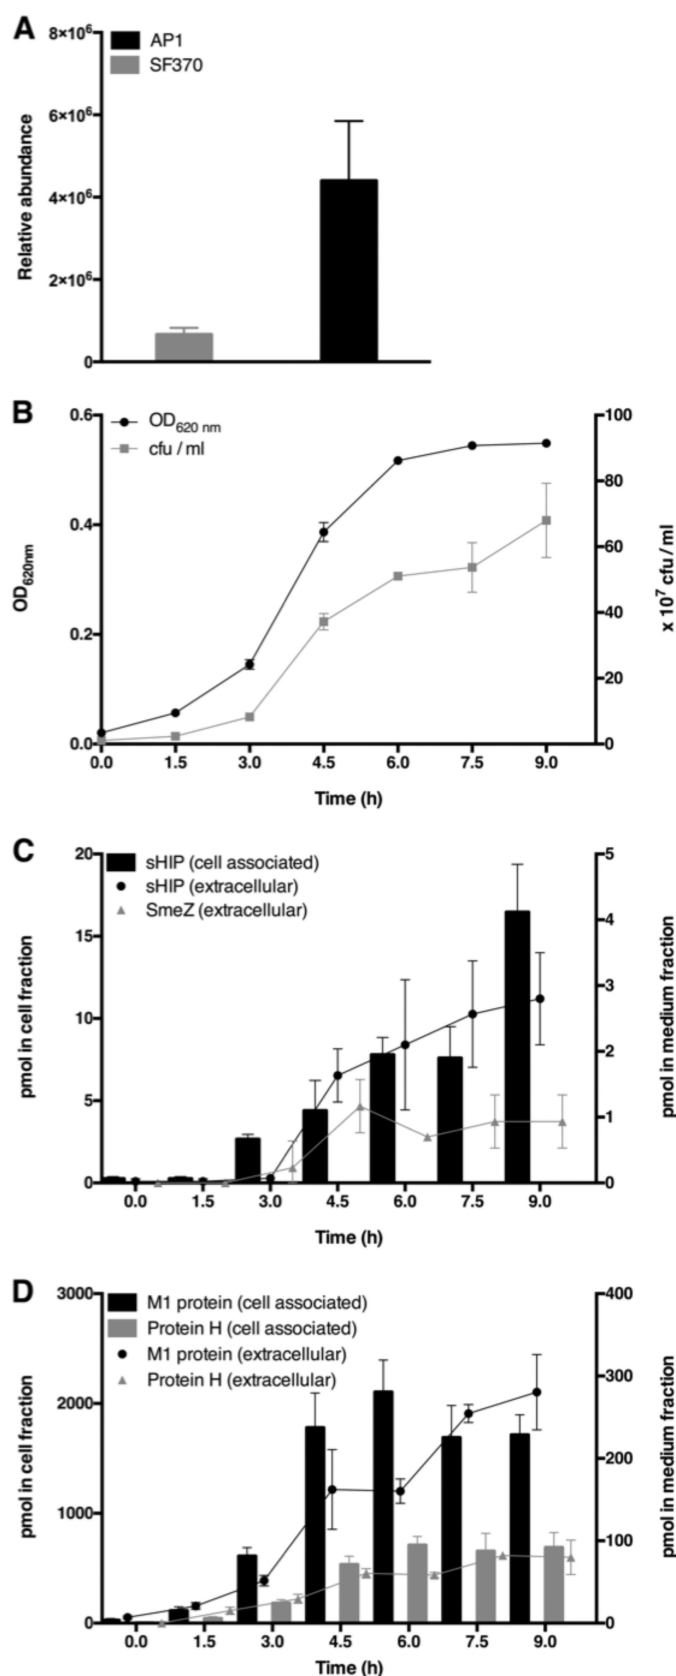 A
8×10⁶
AP1
SF370
6×10⁶
Relative abundance
4×10⁶
2×10⁶
0
B
0.6
100
OD620 nm
cfu / ml
80
0.4
60
OD620nm
x 10⁷ cfu / ml
40
0.2
20
0.0
0
0.0 1.5 3.0 4.5 6.0 7.5 9.0
Time (h)
C
20
5
sHIP (cell associated)
sHIP (extracellular)
SmeZ (extracellular)
4
15
pmol in cell fraction
pmol in medium fraction
3
10
2
5
1
0
0
0.0 1.5 3.0 4.5 6.0 7.5 9.0
Time (h)
D
3000
400
M1 protein (cell associated)
Protein H (cell associated)
M1 protein (extracellular)
Protein H (extracellular)
300
2000
pmol in cell fraction
pmol in medium fraction
200
1000
100
0
0
0.0 1.5 3.0 4.5 6.0 7.5 9.0
Time (h)